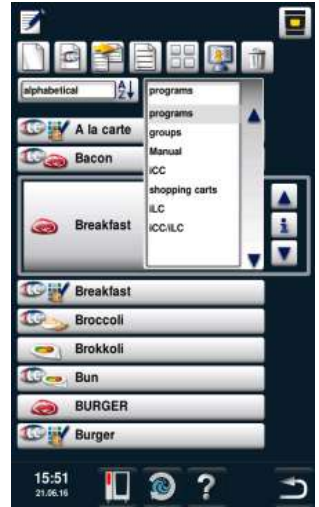 alphabetical
A
Z
programs
programs
groups
Manual
iCC
shopping carts
iLC
iCC/iLC
A la carte
Bacon
Breakfast
i
Breakfast
Broccoli
Brokkoli
Bun
BURGER
Burger
15:51
21.06.16
?